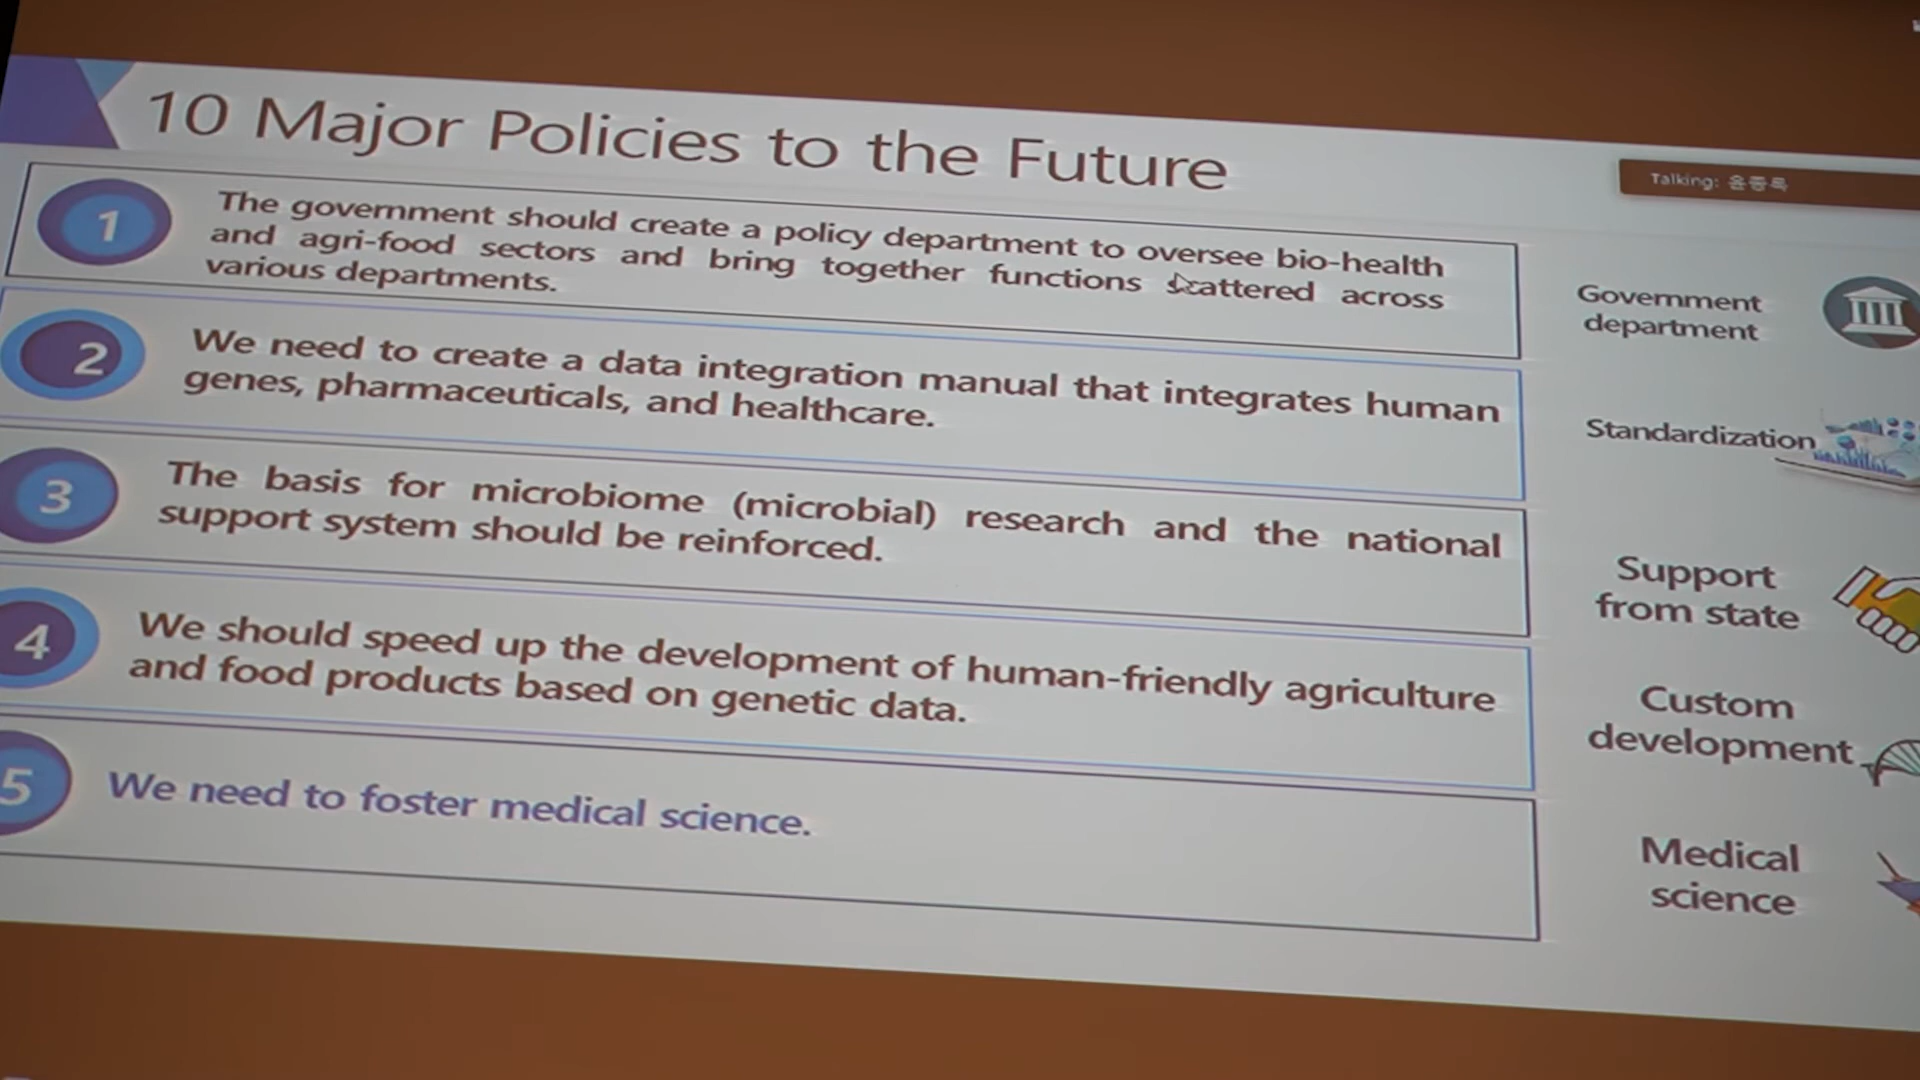 10 Major Policies to the Future
Talking: 윤종록
1
The government should create a policy department to oversee bio-health
and agri-food sectors and bring together functions scattered across
various departments.
Government
department
2
We need to create a data integration manual that integrates human
genes, pharmaceuticals, and healthcare.
Standardization
3
The basis for microbiome (microbial) research and the national
support system should be reinforced.
Support
from state
4
We should speed up the development of human-friendly agriculture
and food products based on genetic data.
Custom
development
5
We need to foster medical science.
Medical
science